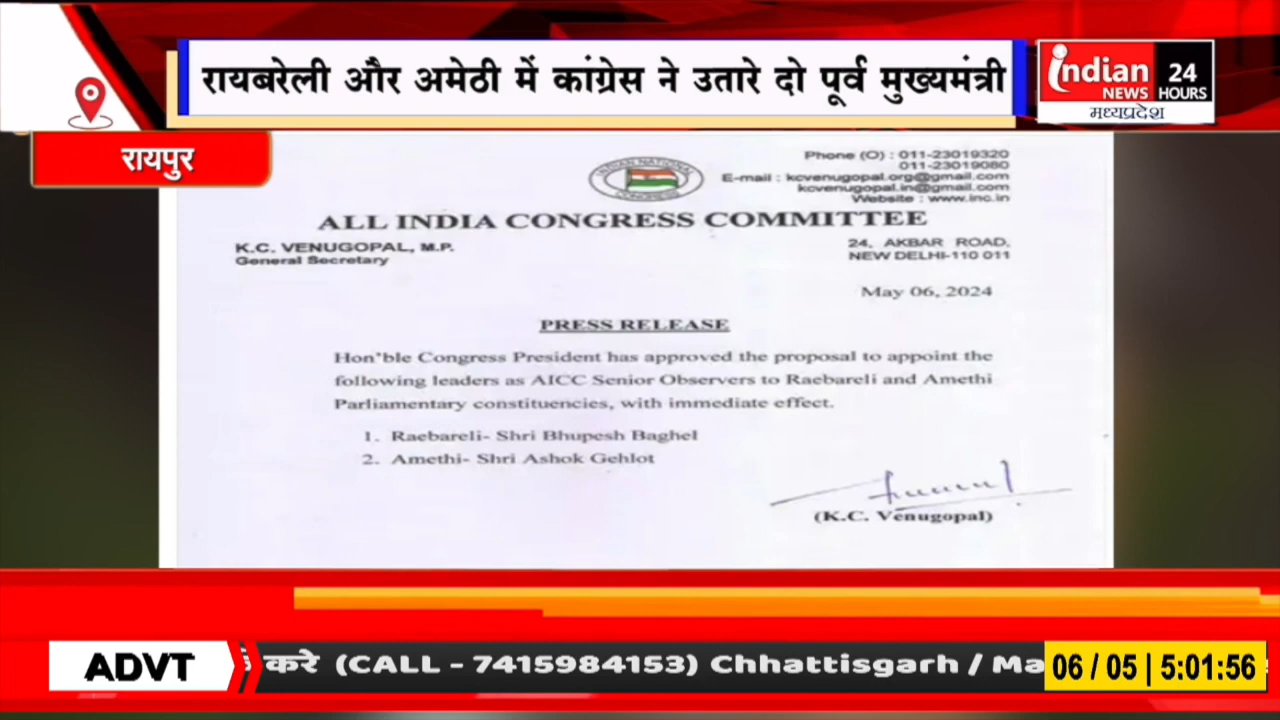 रायबरेली और अमेठी में कांग्रेस ने उतारे दो पूर्व मुख्यमंत्री
indian NEWS 24 HOURS
मध्यप्रदेश
रायपुर
INDIAN NATIONAL CONGRESS
Phone (O) : 011-23019320
011-23019080
E-mail : kcvenugopal.org@gmail.com
kcvenugopal.in@gmail.com
Website : www.inc.in
ALL INDIA CONGRESS COMMITTEE
K.C. VENUGOPAL, M.P.
General Secretary
24, AKBAR ROAD,
NEW DELHI-110 011
May 06, 2024
PRESS RELEASE
Hon'ble Congress President has approved the proposal to appoint the
following leaders as AICC Senior Observers to Raebareli and Amethi
Parliamentary constituencies, with immediate effect.
1. Raebareli- Shri Bhupesh Baghel
2. Amethi- Shri Ashok Gehlot
(K.C. Venugopal)
ADVT
करे (CALL - 7415984153) Chhattisgarh / Ma
06 / 05 | 5:01:56